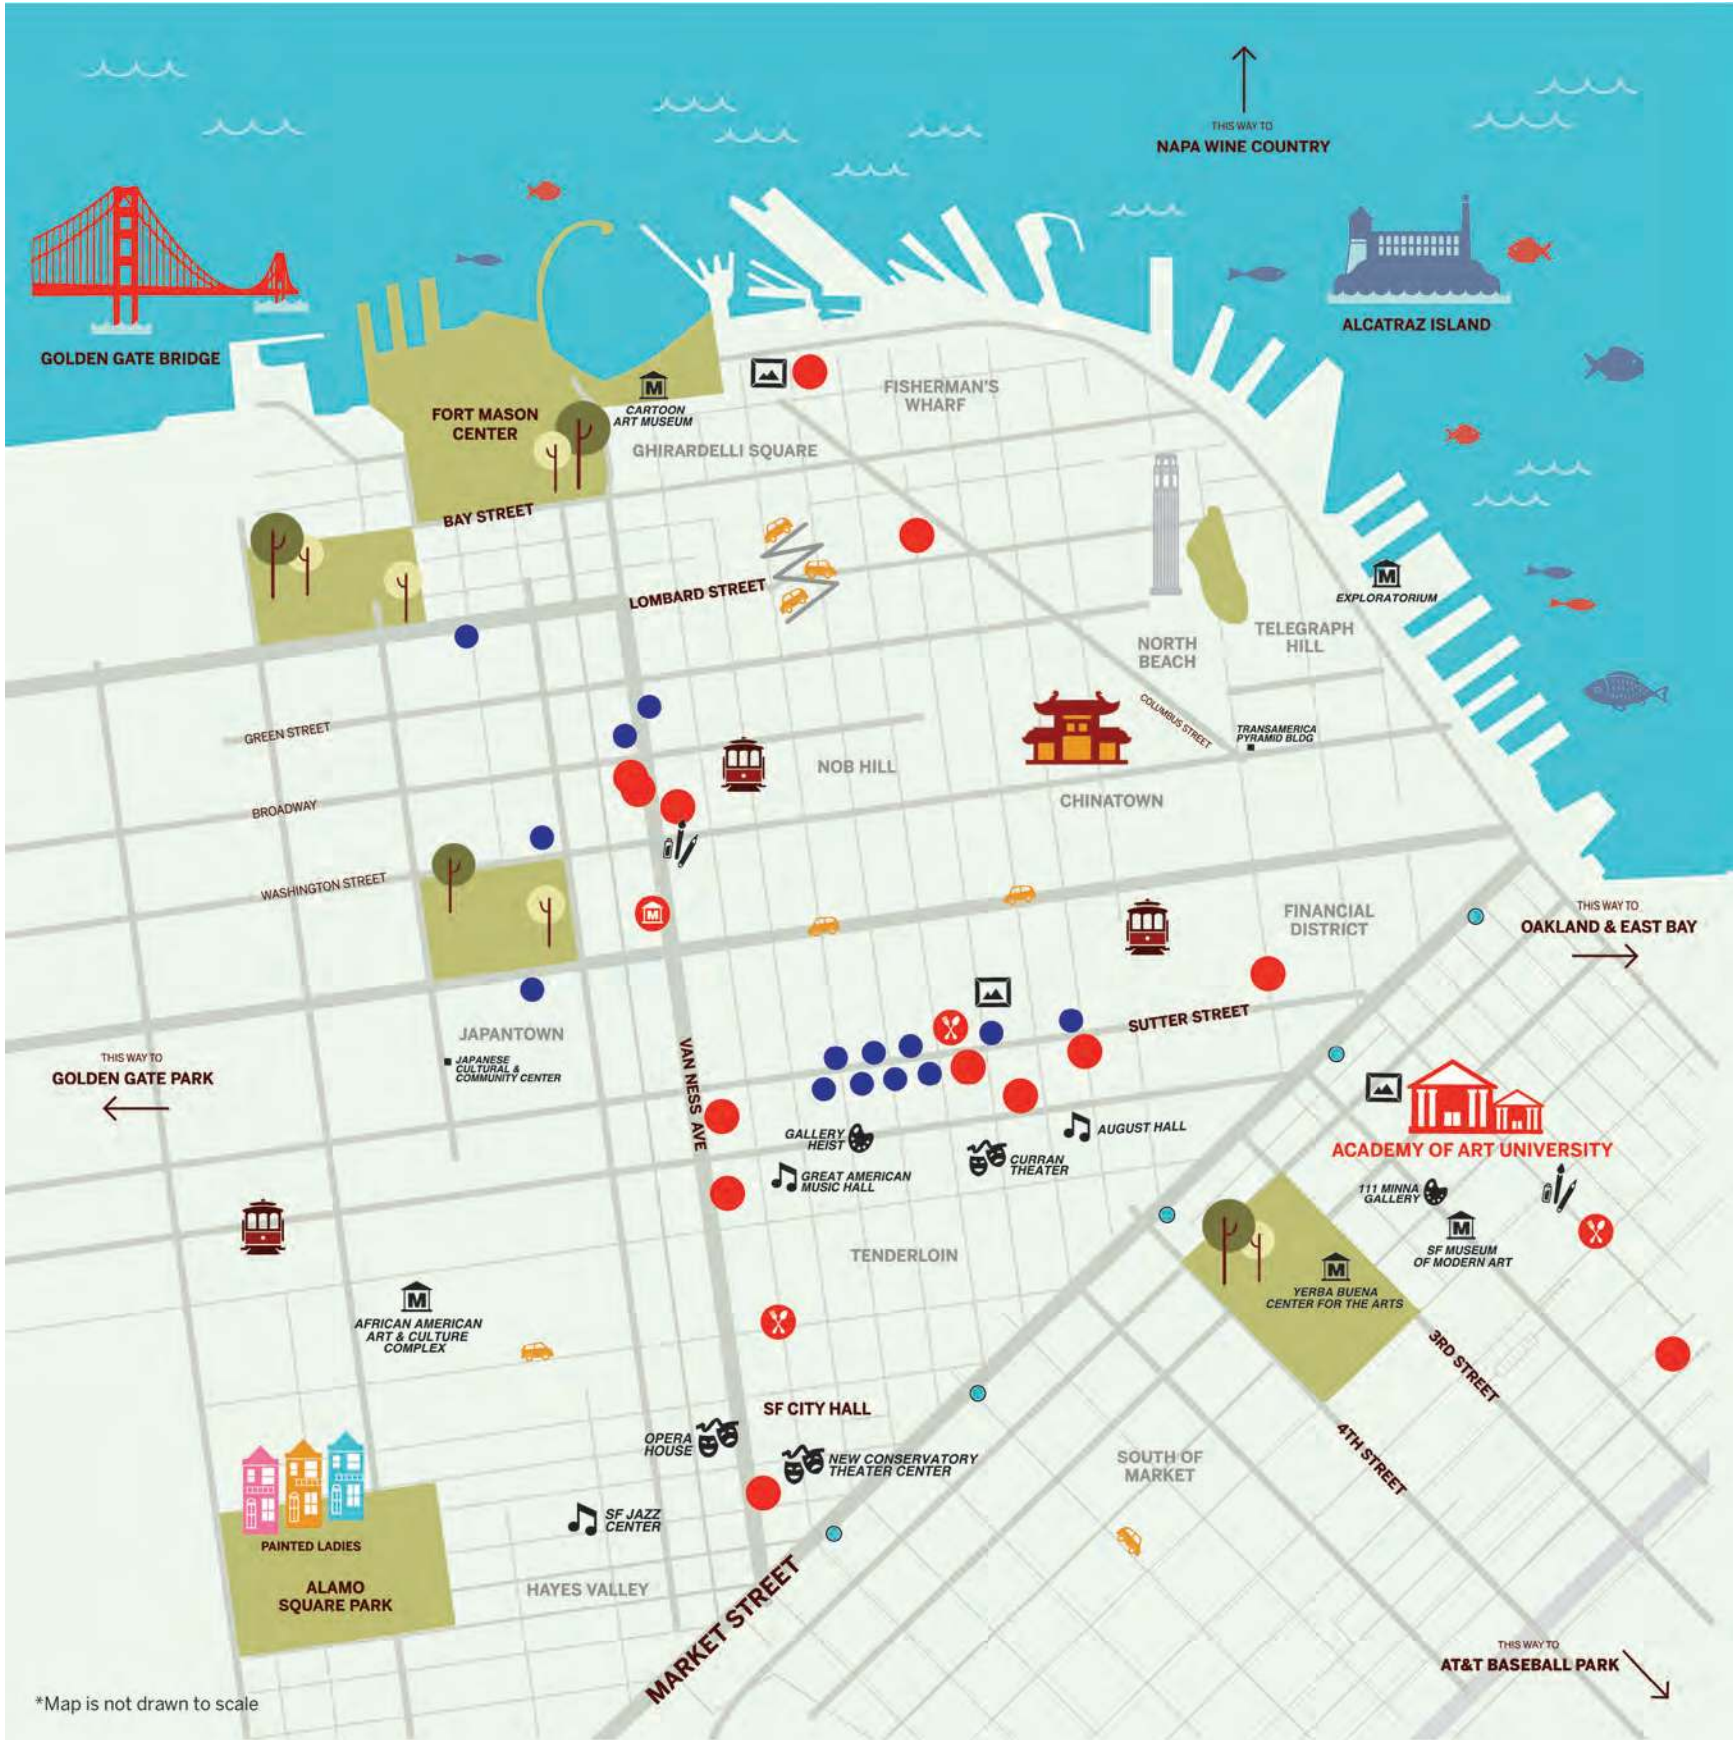 THIS WAY TO
NAPA WINE COUNTRY
GOLDEN GATE BRIDGE
ALCATRAZ ISLAND
FORT MASON
CENTER
M
CARTOON
ART MUSEUM
GHIRARDELLI SQUARE
FISHERMAN'S
WHARF
BAY STREET
LOMBARD STREET
M
EXPLORATORIUM
NORTH
BEACH
TELEGRAPH
HILL
COLUMBUS STREET
TRANSAMERICA
PYRAMID BLDG
GREEN STREET
NOB HILL
BROADWAY
CHINATOWN
WASHINGTON STREET
M
FINANCIAL
DISTRICT
THIS WAY TO
OAKLAND & EAST BAY
SUTTER STREET
JAPANTOWN
JAPANESE
CULTURAL &
COMMUNITY CENTER
THIS WAY TO
GOLDEN GATE PARK
VAN NESS AVE
GALLERY
HEIST
AUGUST HALL
CURRAN
THEATER
GREAT AMERICAN
MUSIC HALL
ACADEMY OF ART UNIVERSITY
111 MINNA
GALLERY
M
SF MUSEUM
OF MODERN ART
TENDERLOIN
M
YERBA BUENA
CENTER FOR THE ARTS
M
AFRICAN AMERICAN
ART & CULTURE
COMPLEX
3RD STREET
4TH STREET
SF CITY HALL
OPERA
HOUSE
NEW CONSERVATORY
THEATER CENTER
SOUTH OF
MARKET
SF JAZZ
CENTER
PAINTED LADIES
ALAMO
SQUARE PARK
HAYES VALLEY
MARKET STREET
THIS WAY TO
AT&T BASEBALL PARK
*Map is not drawn to scale